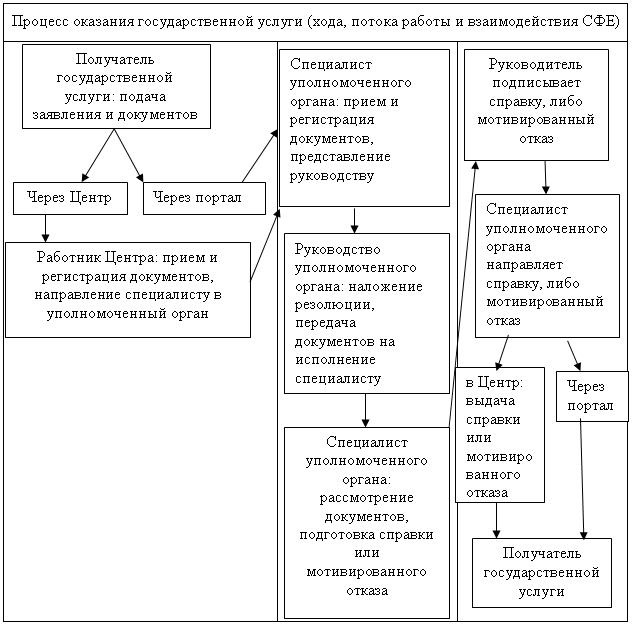 Процесс оказания государственной услуги (хода, потока работы и взаимодействия СФЕ)
Получатель
государственной
услуги: подача
заявления и документов
Через Центр
Через портал
Работник Центра: прием и
регистрация документов,
направление специалисту в
уполномоченный орган
Специалист
уполномоченного
органа: прием и
регистрация
документов,
представление
руководству
Руководство
уполномоченного
органа: наложение
резолюции,
передача
документов на
исполнение
специалисту
Специалист
уполномоченного
органа:
рассмотрение
документов,
подготовка справки
или
мотивированного
отказа
Руководитель
подписывает
справку, либо
мотивированный
отказ
Специалист
уполномоченного
органа
направляет
справку, либо
мотивированный
отказ
в Центр:
выдача
справки
или
мотивиро
ванного
отказа
Через
портал
Получатель
государственной
услуги